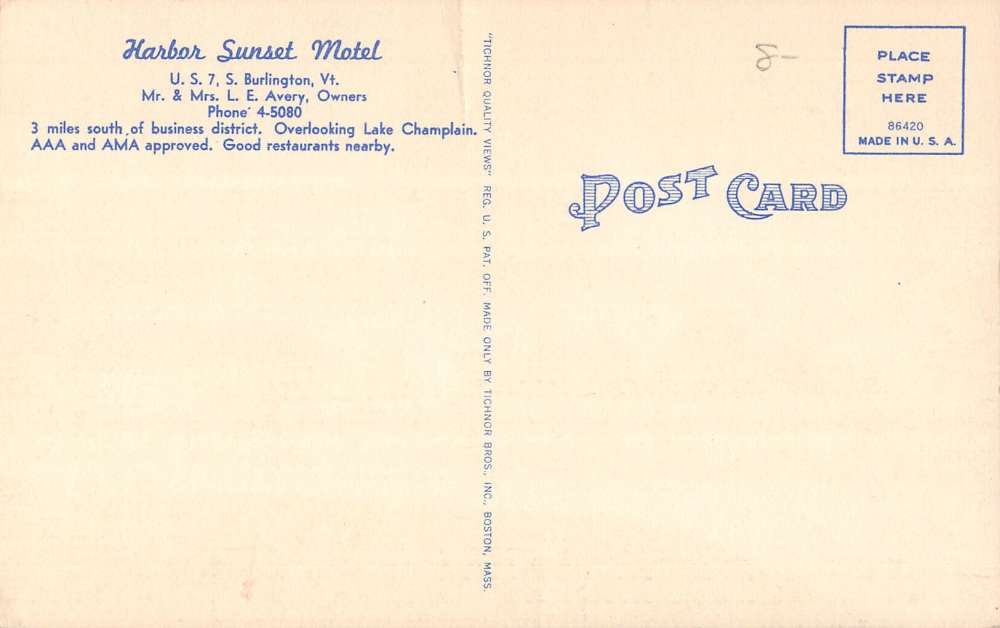 Harbor Sunset Motel
U. S. 7, S. Burlington, Vt.
Mr. & Mrs. L. E. Avery, Owners
Phone 4-5080
3 miles south of business district. Overlooking Lake Champlain.
AAA and AMA approved. Good restaurants nearby.
"TICHNOR QUALITY VIEWS" REG. U. S. PAT. OFF. MADE ONLY BY TICHNOR BROS., INC., BOSTON, MASS.
8-
POST CARD
PLACE
STAMP
HERE
86420
MADE IN U. S. A.